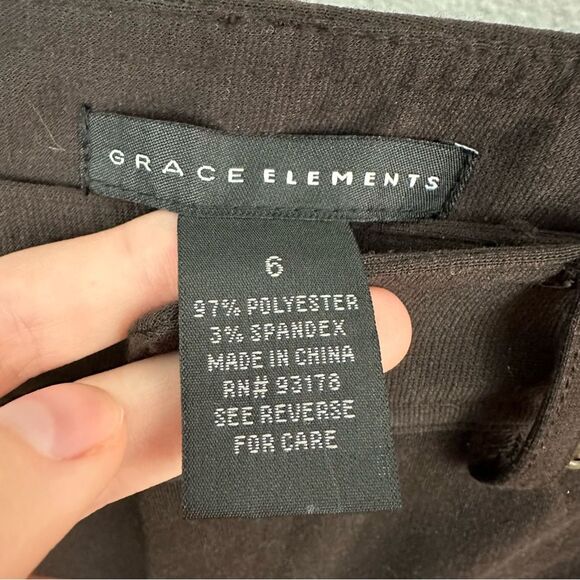 GRACE ELEMENTS
6
97% POLYESTER
3% SPANDEX
MADE IN CHINA
RN# 93178
SEE REVERSE
FOR CARE